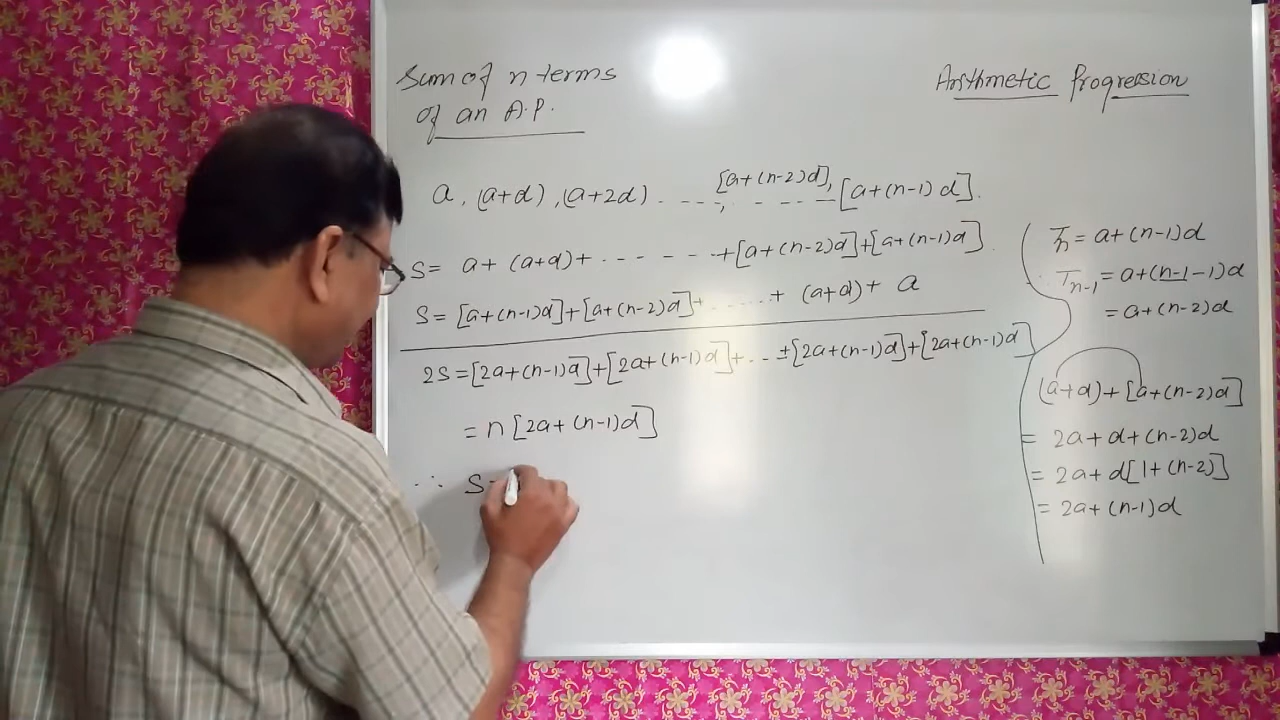 Sum of n terms
of an A.P.
Arithmetic Progression
a, (a+d), (a+2d) . - - -, - - - - [a+(n-2)d], [a+(n-1)d].
S= a+ (a+d)+ . - - - - - +[a+(n-2)d]+[a+(n-1)d]
S= [a+(n-1)d]+[a+(n-2)d]+ . . . . . + (a+d)+ a
2S=[2a+(n-1)d]+[2a+(n-1)d]+ . . +[2a+(n-1)d]+[2a+(n-1)d]
= n[2a+(n-1)d]
∴ S=
Tn = a+(n-1)d
∴ Tn-1 = a+(n-1-1)d
= a+(n-2)d
(a+d)+[a+(n-2)d]
= 2a+d+(n-2)d
= 2a+d[1+(n-2)]
= 2a+(n-1)d